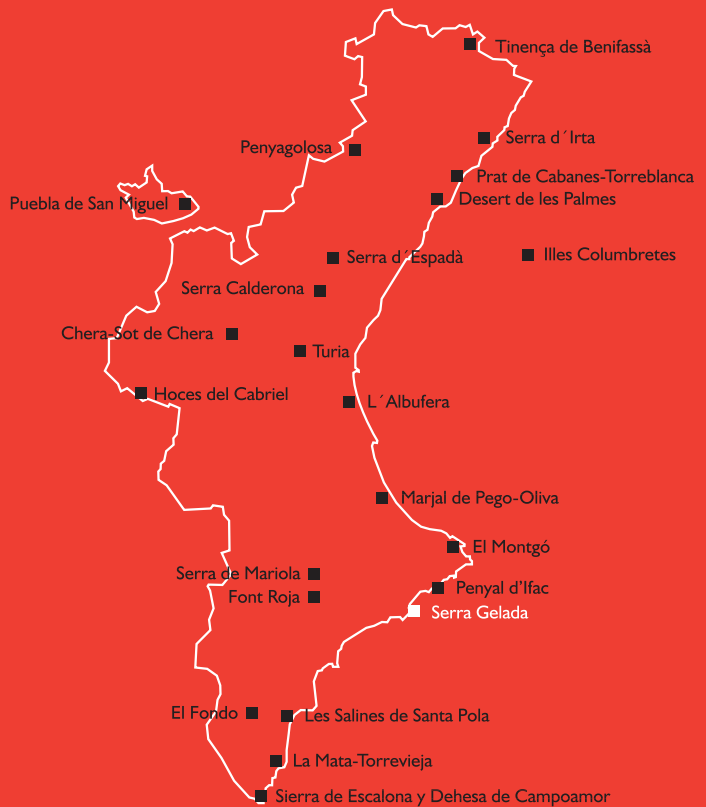 Tinença de Benifassà
Serra d´Irta
Penyagolosa
Prat de Cabanes-Torreblanca
Desert de les Palmes
Puebla de San Miguel
Illes Columbretes
Serra d´Espadà
Serra Calderona
Chera-Sot de Chera
Turia
Hoces del Cabriel
L´Albufera
Marjal de Pego-Oliva
El Montgó
Serra de Mariola
Penyal d’Ifac
Font Roja
Serra Gelada
El Fondo
Les Salines de Santa Pola
La Mata-Torrevieja
Sierra de Escalona y Dehesa de Campoamor